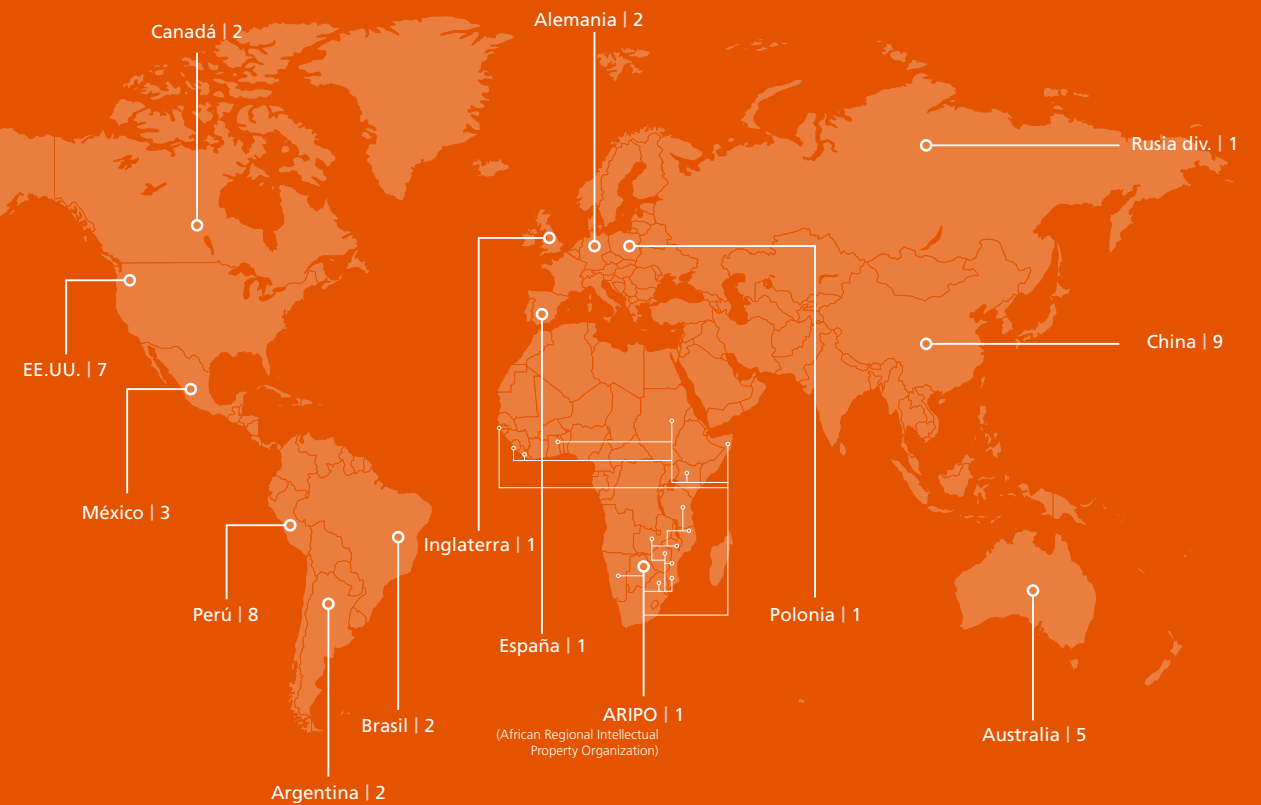 Canadá | 2
Alemania | 2
Rusia div. | 1
China | 9
EE.UU. | 7
México | 3
Inglaterra | 1
Perú | 8
Polonia | 1
España | 1
ARIPO | 1
(African Regional Intellectual
Property Organization)
Brasil | 2
Australia | 5
Argentina | 2